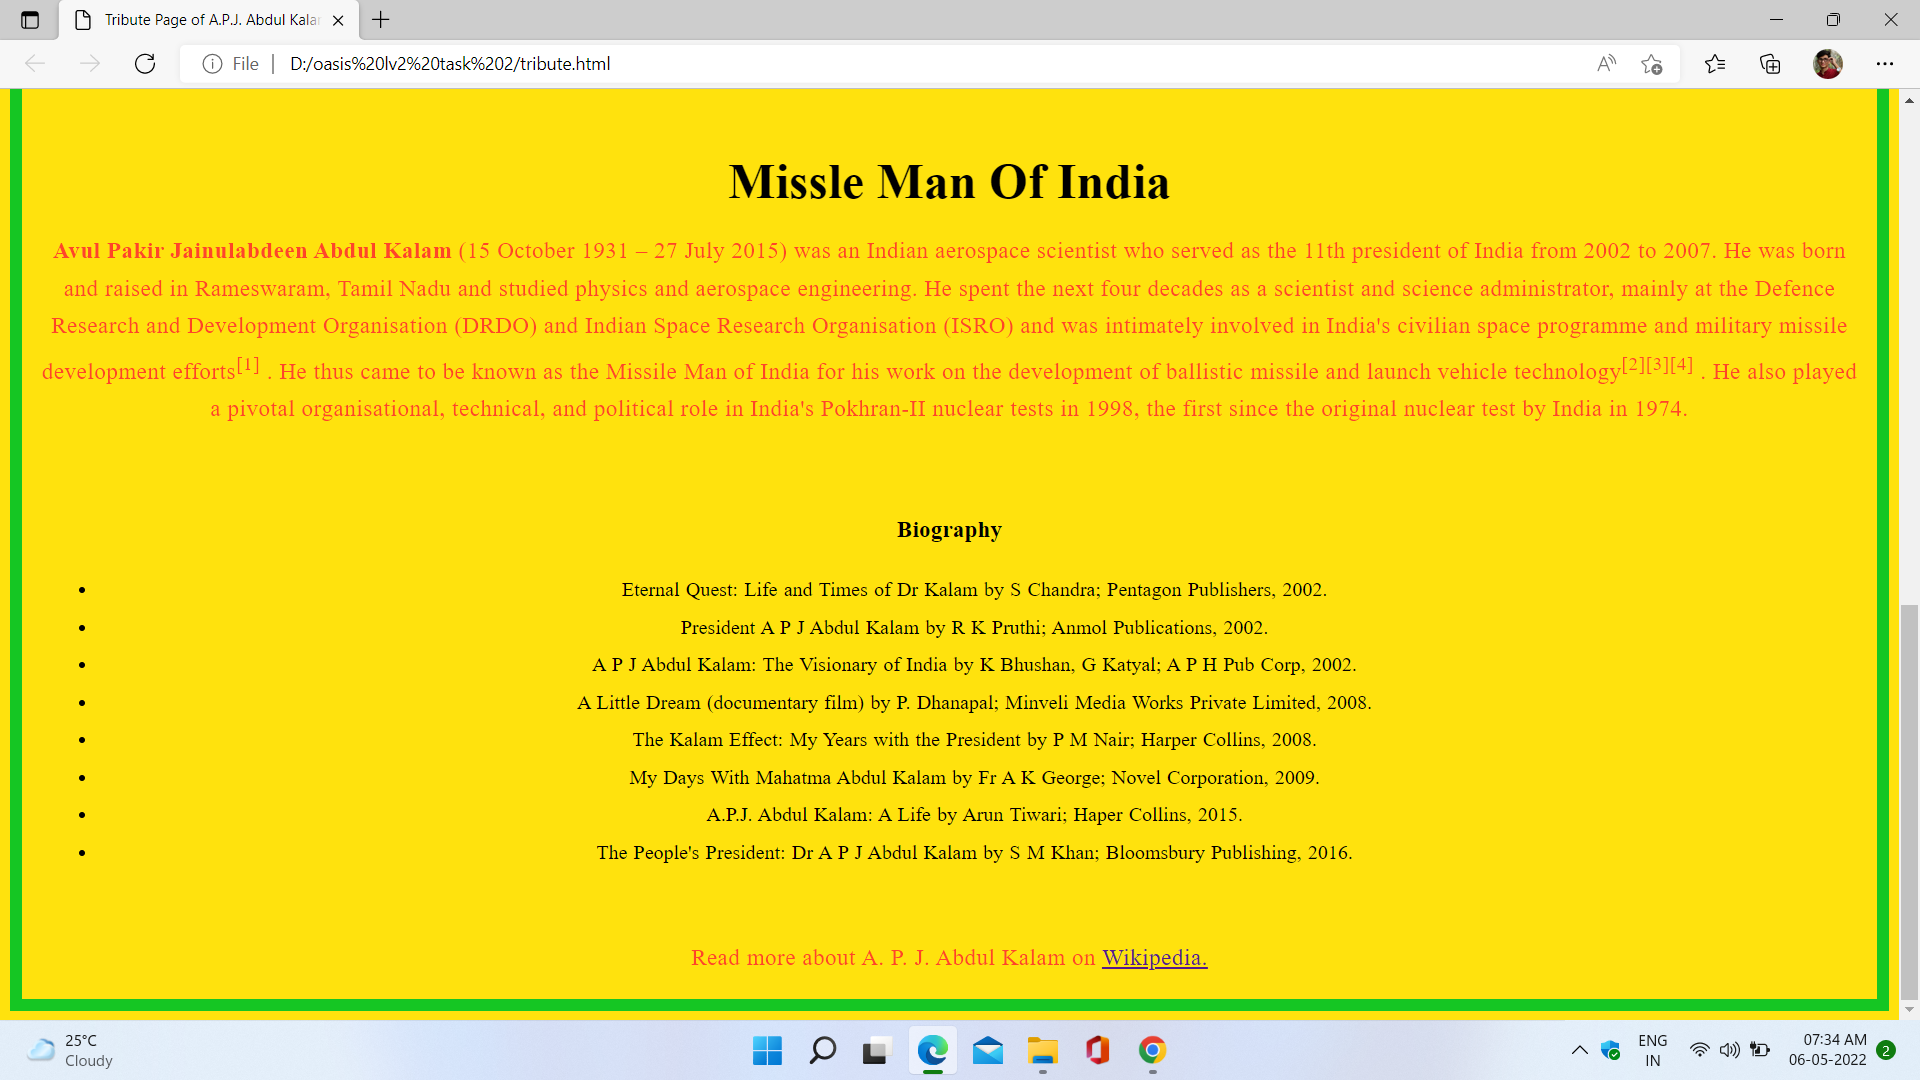 Tribute Page of A.P.J. Abdul Kala
File
D:/oasis%20lv2%20task%202/tribute.html
Missle Man Of India
Avul Pakir Jainulabdeen Abdul Kalam (15 October 1931 – 27 July 2015) was an Indian aerospace scientist who served as the 11th president of India from 2002 to 2007. He was born
and raised in Rameswaram, Tamil Nadu and studied physics and aerospace engineering. He spent the next four decades as a scientist and science administrator, mainly at the Defence
Research and Development Organisation (DRDO) and Indian Space Research Organisation (ISRO) and was intimately involved in India's civilian space programme and military missile
development efforts[1] . He thus came to be known as the Missile Man of India for his work on the development of ballistic missile and launch vehicle technology[2][3][4] . He also played
a pivotal organisational, technical, and political role in India's Pokhran-II nuclear tests in 1998, the first since the original nuclear test by India in 1974.
Biography
• Eternal Quest: Life and Times of Dr Kalam by S Chandra; Pentagon Publishers, 2002.
• President A P J Abdul Kalam by R K Pruthi; Anmol Publications, 2002.
• A P J Abdul Kalam: The Visionary of India by K Bhushan, G Katyal; A P H Pub Corp, 2002.
• A Little Dream (documentary film) by P. Dhanapal; Minveli Media Works Private Limited, 2008.
• The Kalam Effect: My Years with the President by P M Nair; Harper Collins, 2008.
• My Days With Mahatma Abdul Kalam by Fr A K George; Novel Corporation, 2009.
• A.P.J. Abdul Kalam: A Life by Arun Tiwari; Haper Collins, 2015.
• The People's President: Dr A P J Abdul Kalam by S M Khan; Bloomsbury Publishing, 2016.
Read more about A. P. J. Abdul Kalam on Wikipedia.
25°C
Cloudy
ENG
IN
07:34 AM
06-05-2022
2